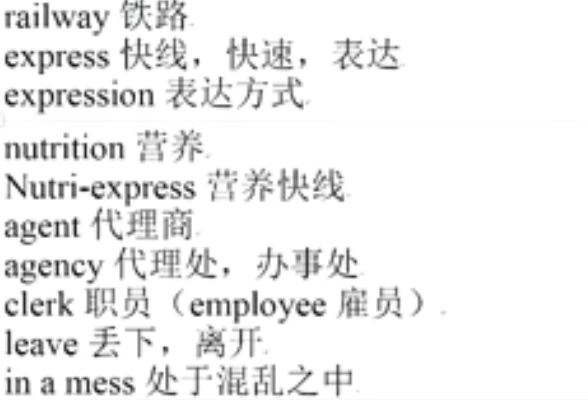 railway 铁路
express 快线，快速，表达
expression 表达方式
nutrition 营养
Nutri-express 营养快线
agent 代理商
agency 代理处，办事处
clerk 职员（employee 雇员）
leave 丢下，离开
in a mess 处于混乱之中